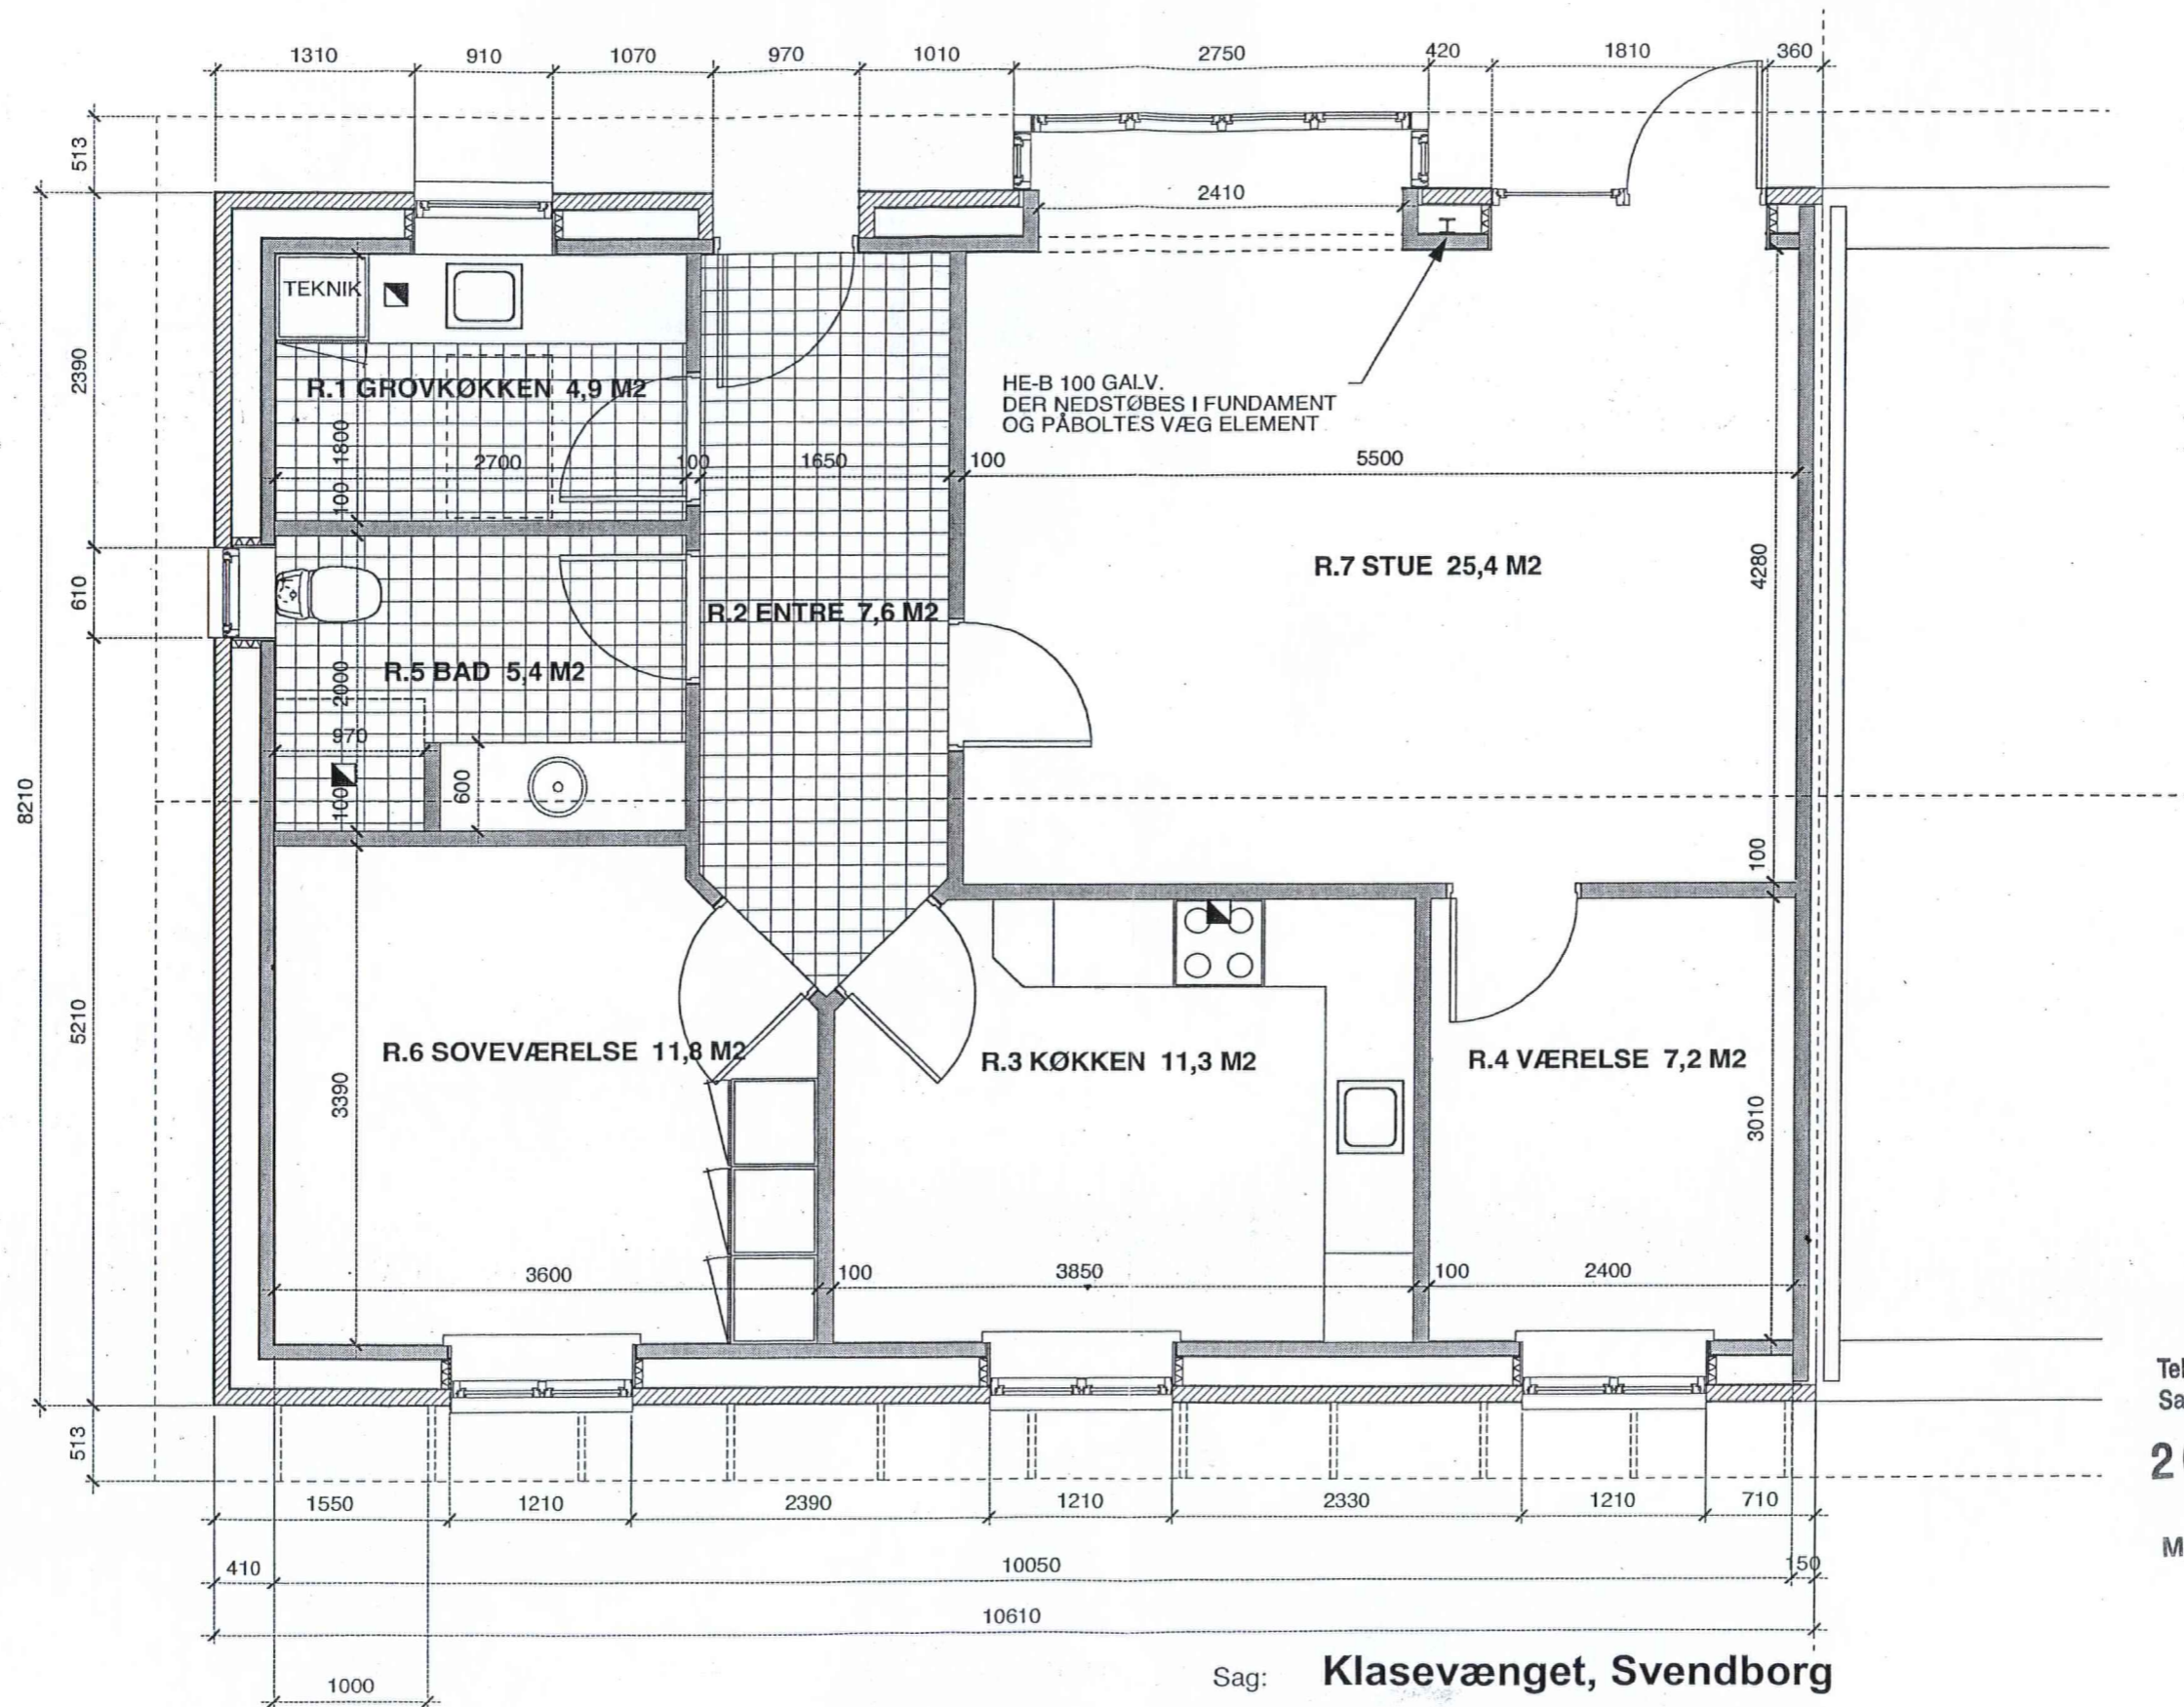 1310 910 1070 970 1010 2750 420 1810 360
513
2410
TEKNIK
2390
R.1 GROVKØKKEN 4,9 M2
HE-B 100 GALV.
DER NEDSTØBES I FUNDAMENT
OG PÅBOLTES VÆG ELEMENT
1800
2700 100 1650 100 5500
100
610
R.7 STUE 25,4 M2
4280
R.2 ENTRE 7,6 M2
R.5 BAD 5,4 M2
2000
970
600
100
8210
100
5210
R.6 SOVEVÆRELSE 11,8 M2
R.3 KØKKEN 11,3 M2
R.4 VÆRELSE 7,2 M2
3390
3010
3600 100 3850 100 2400
513
1550 1210 2390 1210 2330 1210 710
410 10050 150
10610
1000
Sag: Klasevænget, Svendborg